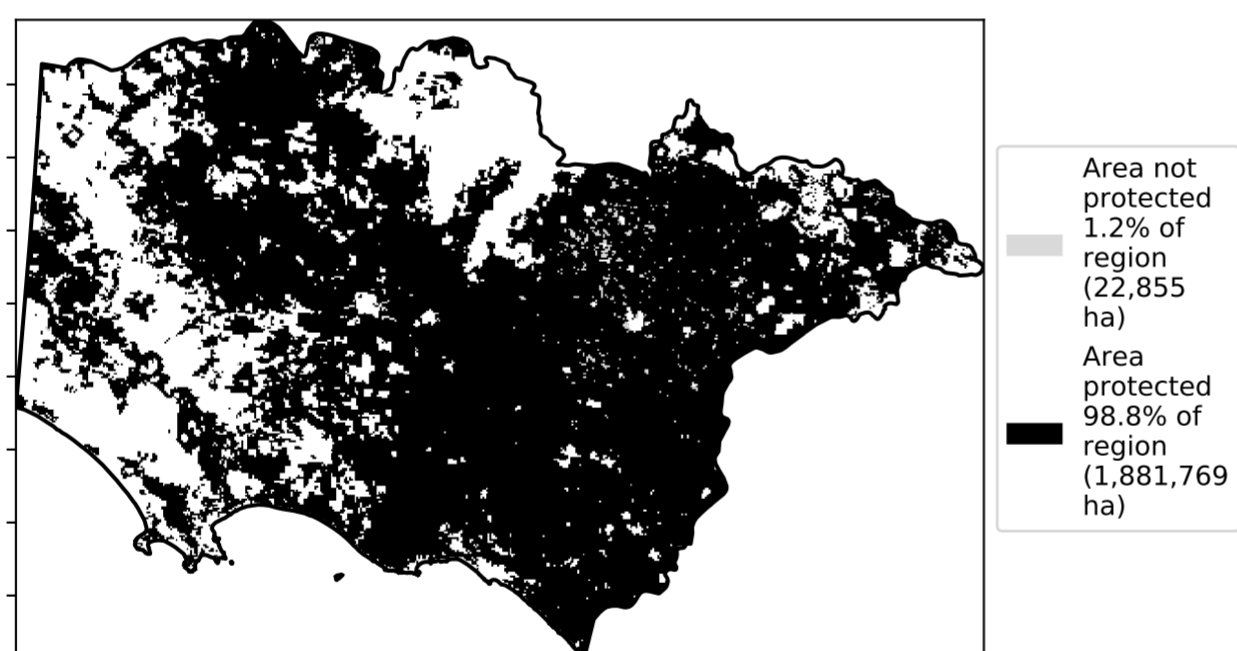 Area not
protected
1.2% of
region
(22,855
ha)
Area
protected
98.8% of
region
(1,881,769
ha)